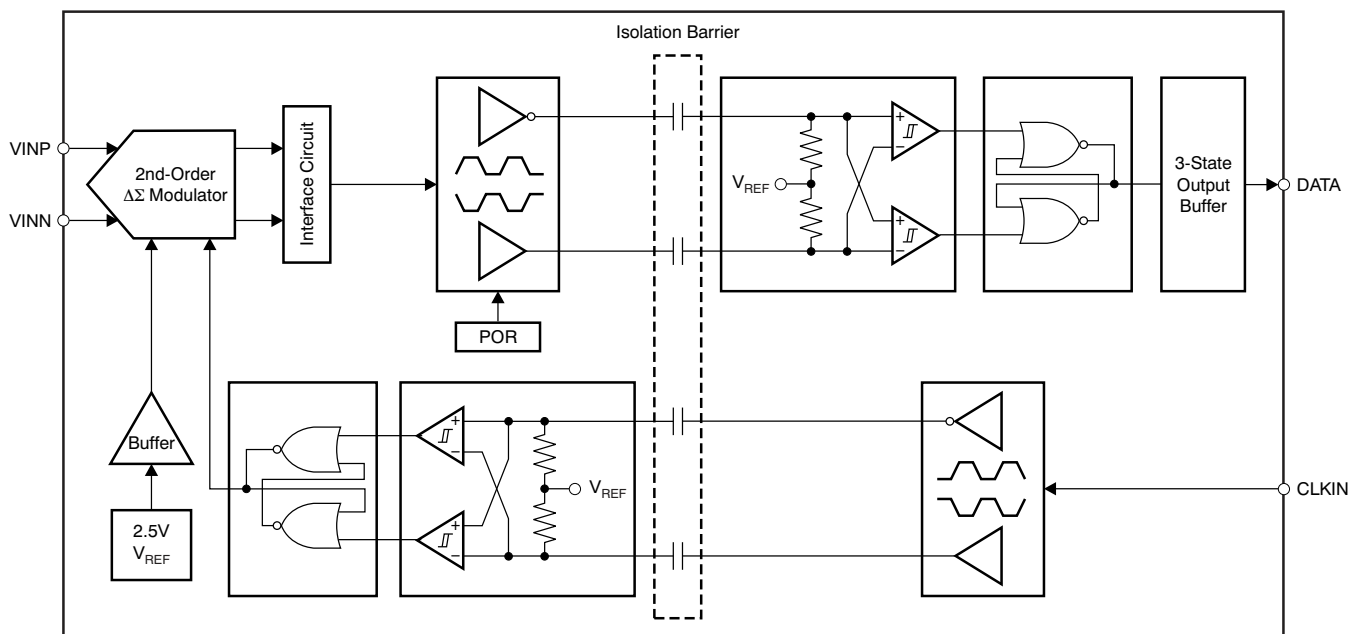 Isolation Barrier
VINP
VINN
2nd-Order
ΔΣ Modulator
Interface Circuit
POR
VREF
+
−
+
−
3-State
Output
Buffer
DATA
Buffer
2.5V
VREF
+
−
+
−
VREF
CLKIN